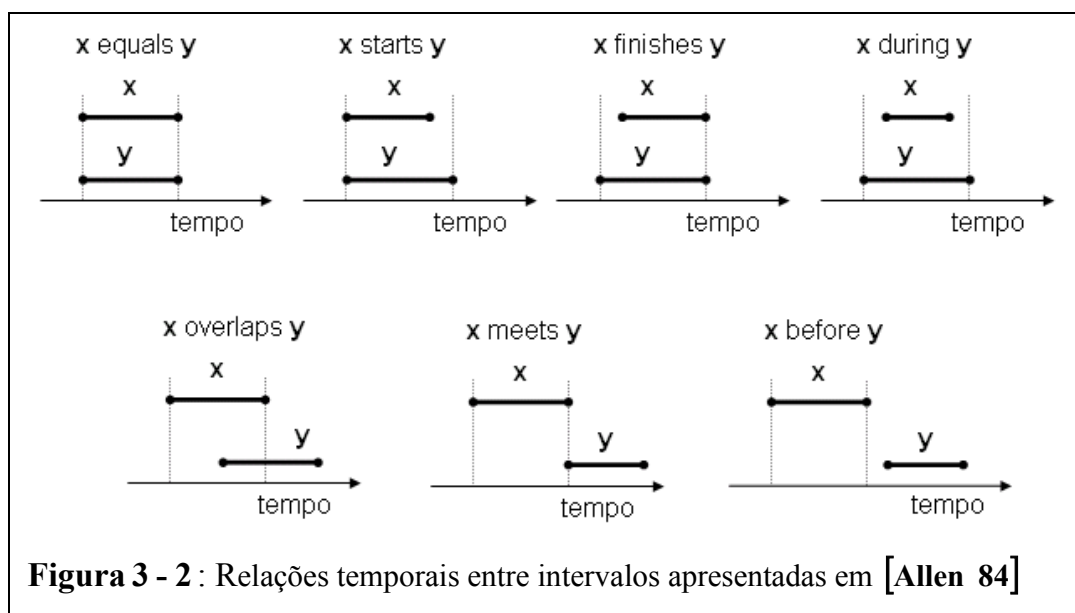 x equals y
x starts y
x finishes y
x during y
x
x
x
x
y
y
y
y
tempo
tempo
tempo
tempo
x overlaps y
x meets y
x before y
x
x
x
y
y
y
tempo
tempo
tempo
Figura 3 - 2 : Relações temporais entre intervalos apresentadas em [Allen 84]